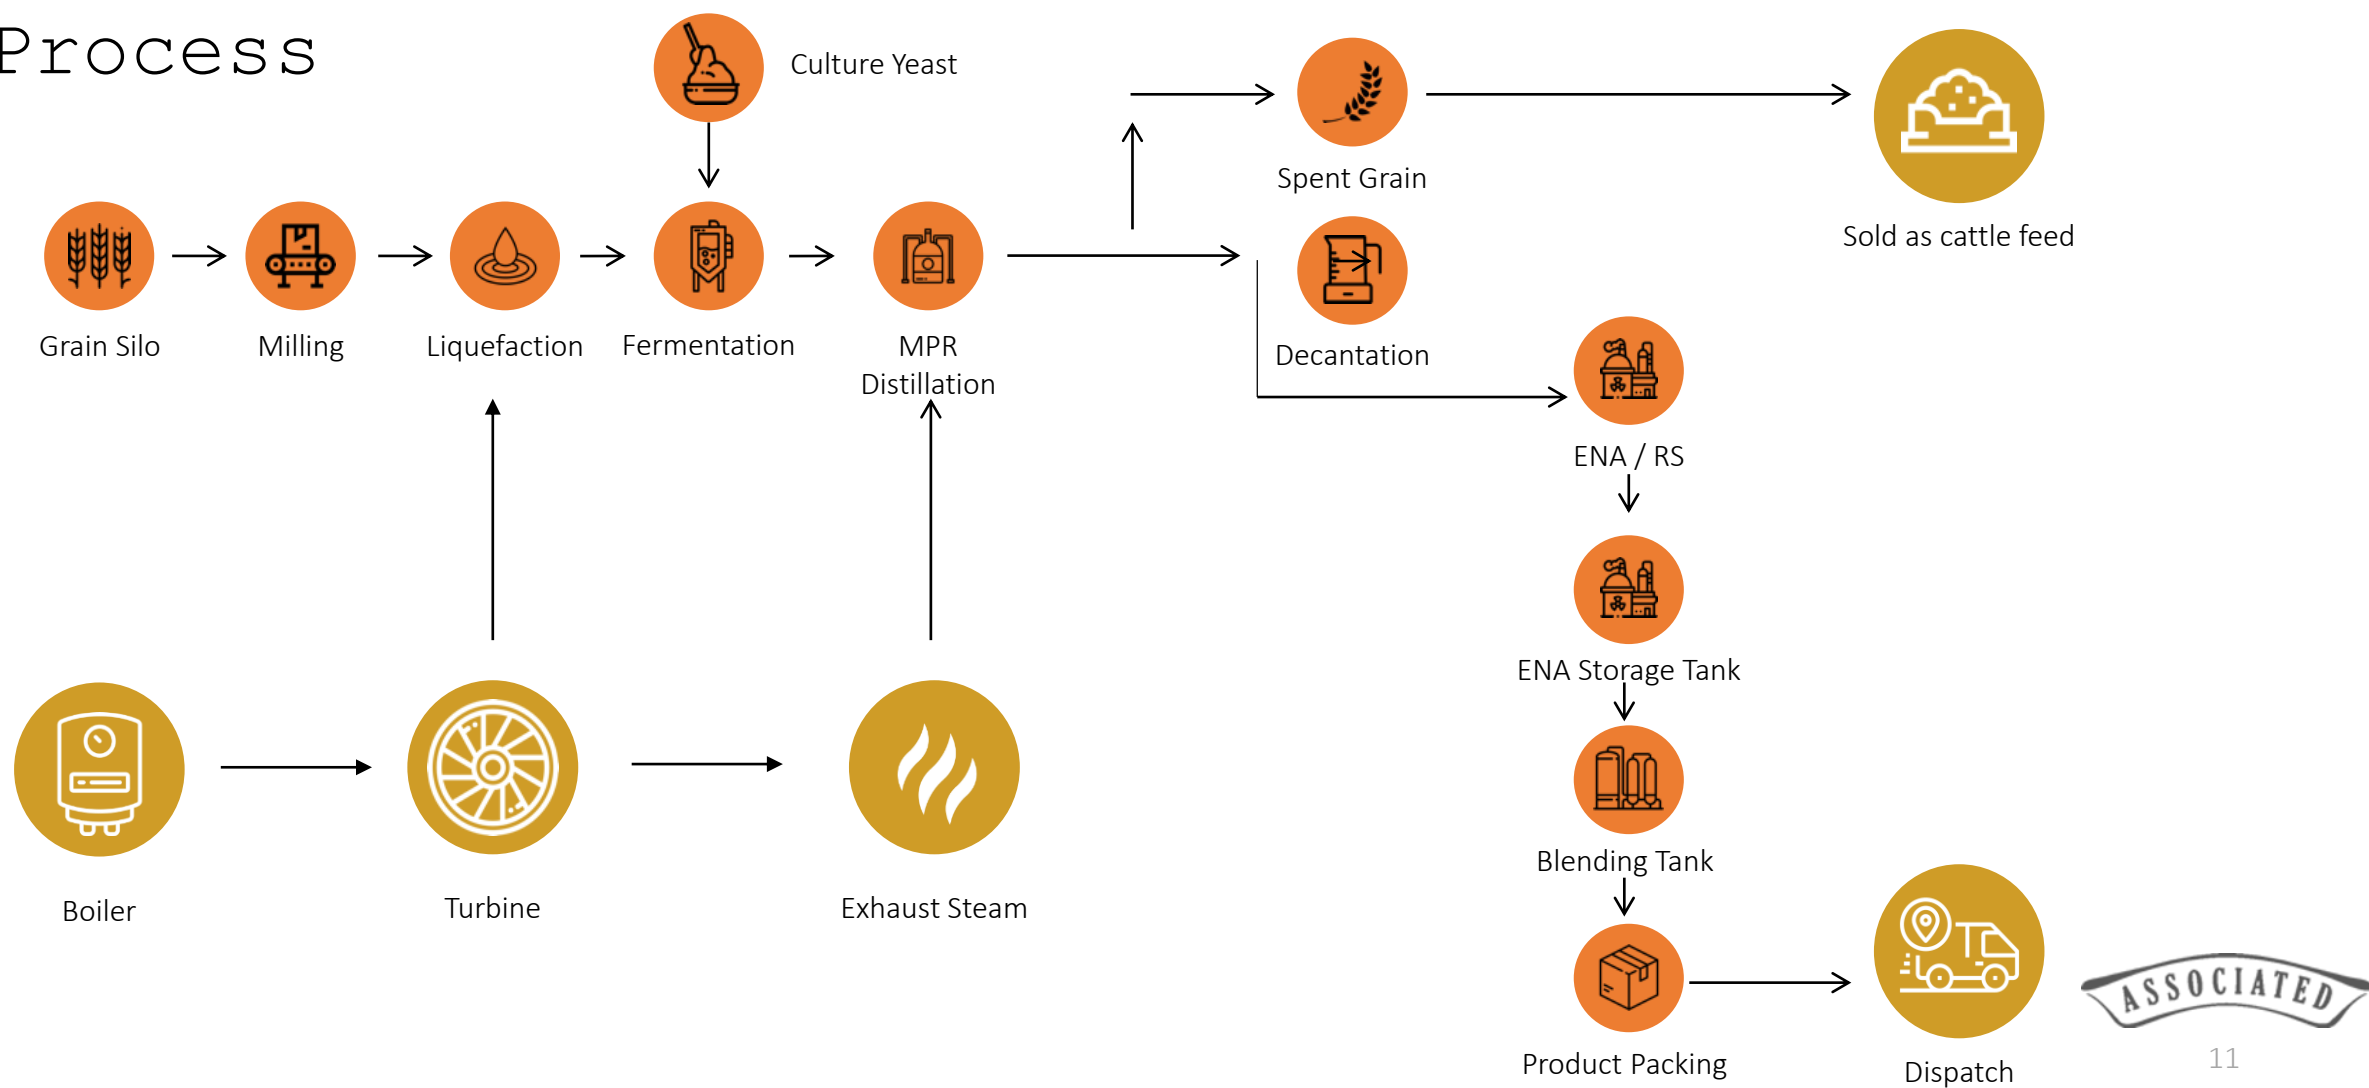 Process
Culture Yeast
Spent Grain
Sold as cattle feed
Grain Silo
Milling
Liquefaction
Fermentation
MPR
Distillation
Decantation
ENA / RS
ENA Storage Tank
Blending Tank
Boiler
Turbine
Exhaust Steam
Product Packing
Dispatch
ASSOCIATED
11